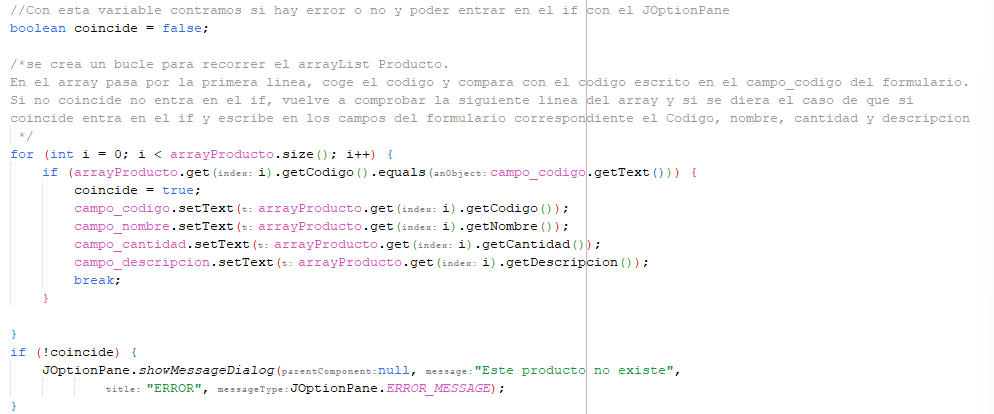 //Con esta variable contramos si hay error o no y poder entrar en el if con el JOptionPane
boolean coincide = false;
/*se crea un bucle para recorrer el arrayList Producto.
En el array pasa por la primera linea, coge el codigo y compara con el codigo escrito en el campo_codigo del formulario.
Si no coincide no entra en el if, vuelve a comprobar la siguiente linea del array y si se diera el caso de que si
coincide entra en el if y escribe en los campos del formulario correspondiente el Codigo, nombre, cantidad y descripcion
*/
for (int i = 0; i < arrayProducto.size(); i++) {
if (arrayProducto.get(index: i).getCodigo().equals(anObject: campo_codigo.getText())) {
coincide = true;
campo_codigo.setText(t: arrayProducto.get(index: i).getCodigo());
campo_nombre.setText(t: arrayProducto.get(index: i).getNombre());
campo_cantidad.setText(t: arrayProducto.get(index: i).getCantidad());
campo_descripcion.setText(t: arrayProducto.get(index: i).getDescripcion());
break;
}
}
if (!coincide) {
JOptionPane.showMessageDialog(parentComponent: null, message: "Este producto no existe",
title: "ERROR", messageType: JOptionPane.ERROR_MESSAGE);
}